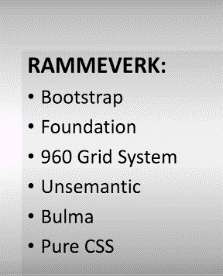 RAMMEVERK:
• Bootstrap
• Foundation
• 960 Grid System
• Unsemantic
• Bulma
• Pure CSS